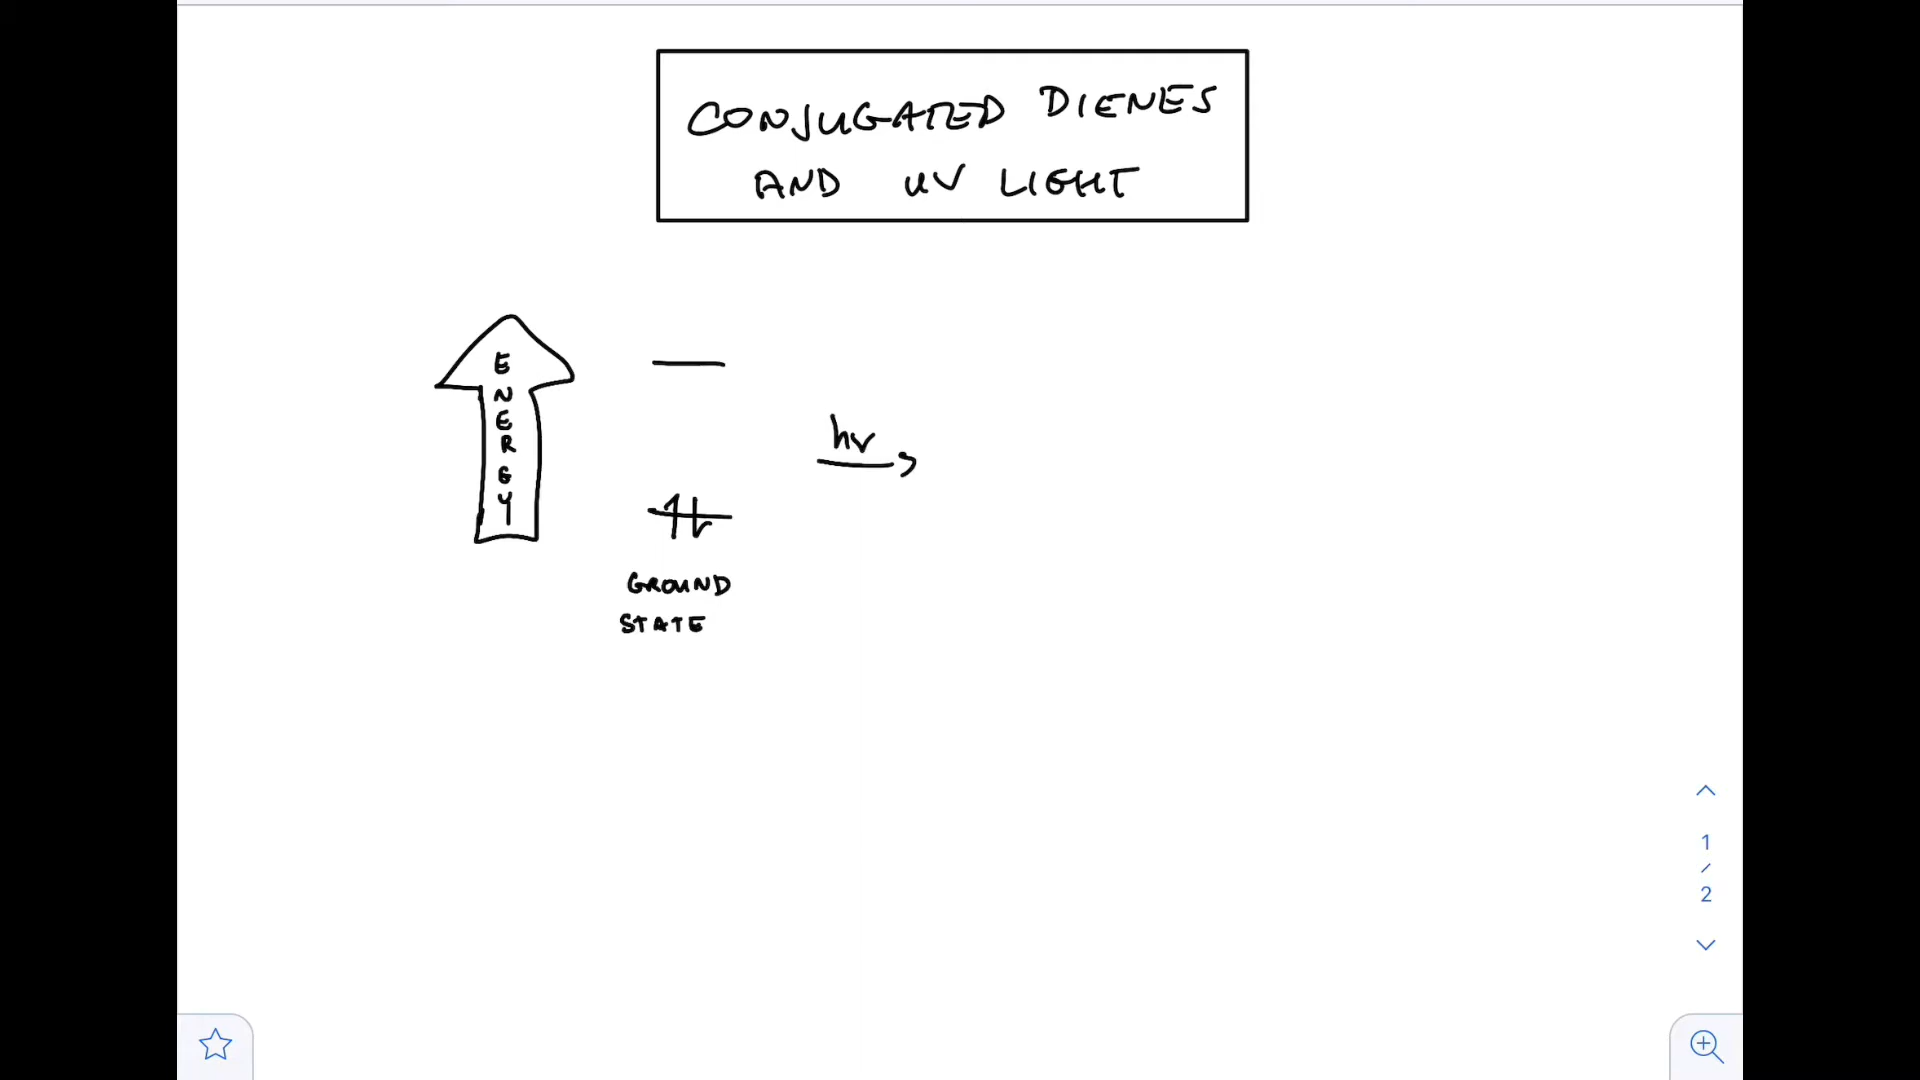 CONJUGATED DIENES
AND UV LIGHT
ENERGY
hv
GROUND
STATE
1
/
2